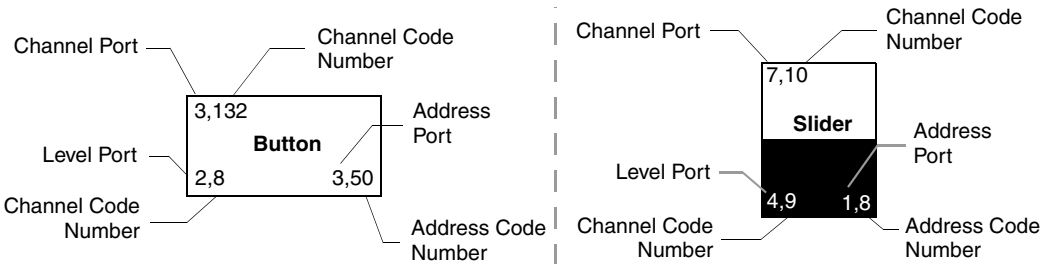 Channel Port
Channel Code
Number
3,132
Button
Address
Port
Level Port
2,8
3,50
Channel Code
Number
Address Code
Number
Channel Port
Channel Code
Number
7,10
Slider
Address
Port
Level Port
4,9
1,8
Channel Code
Number
Address Code
Number